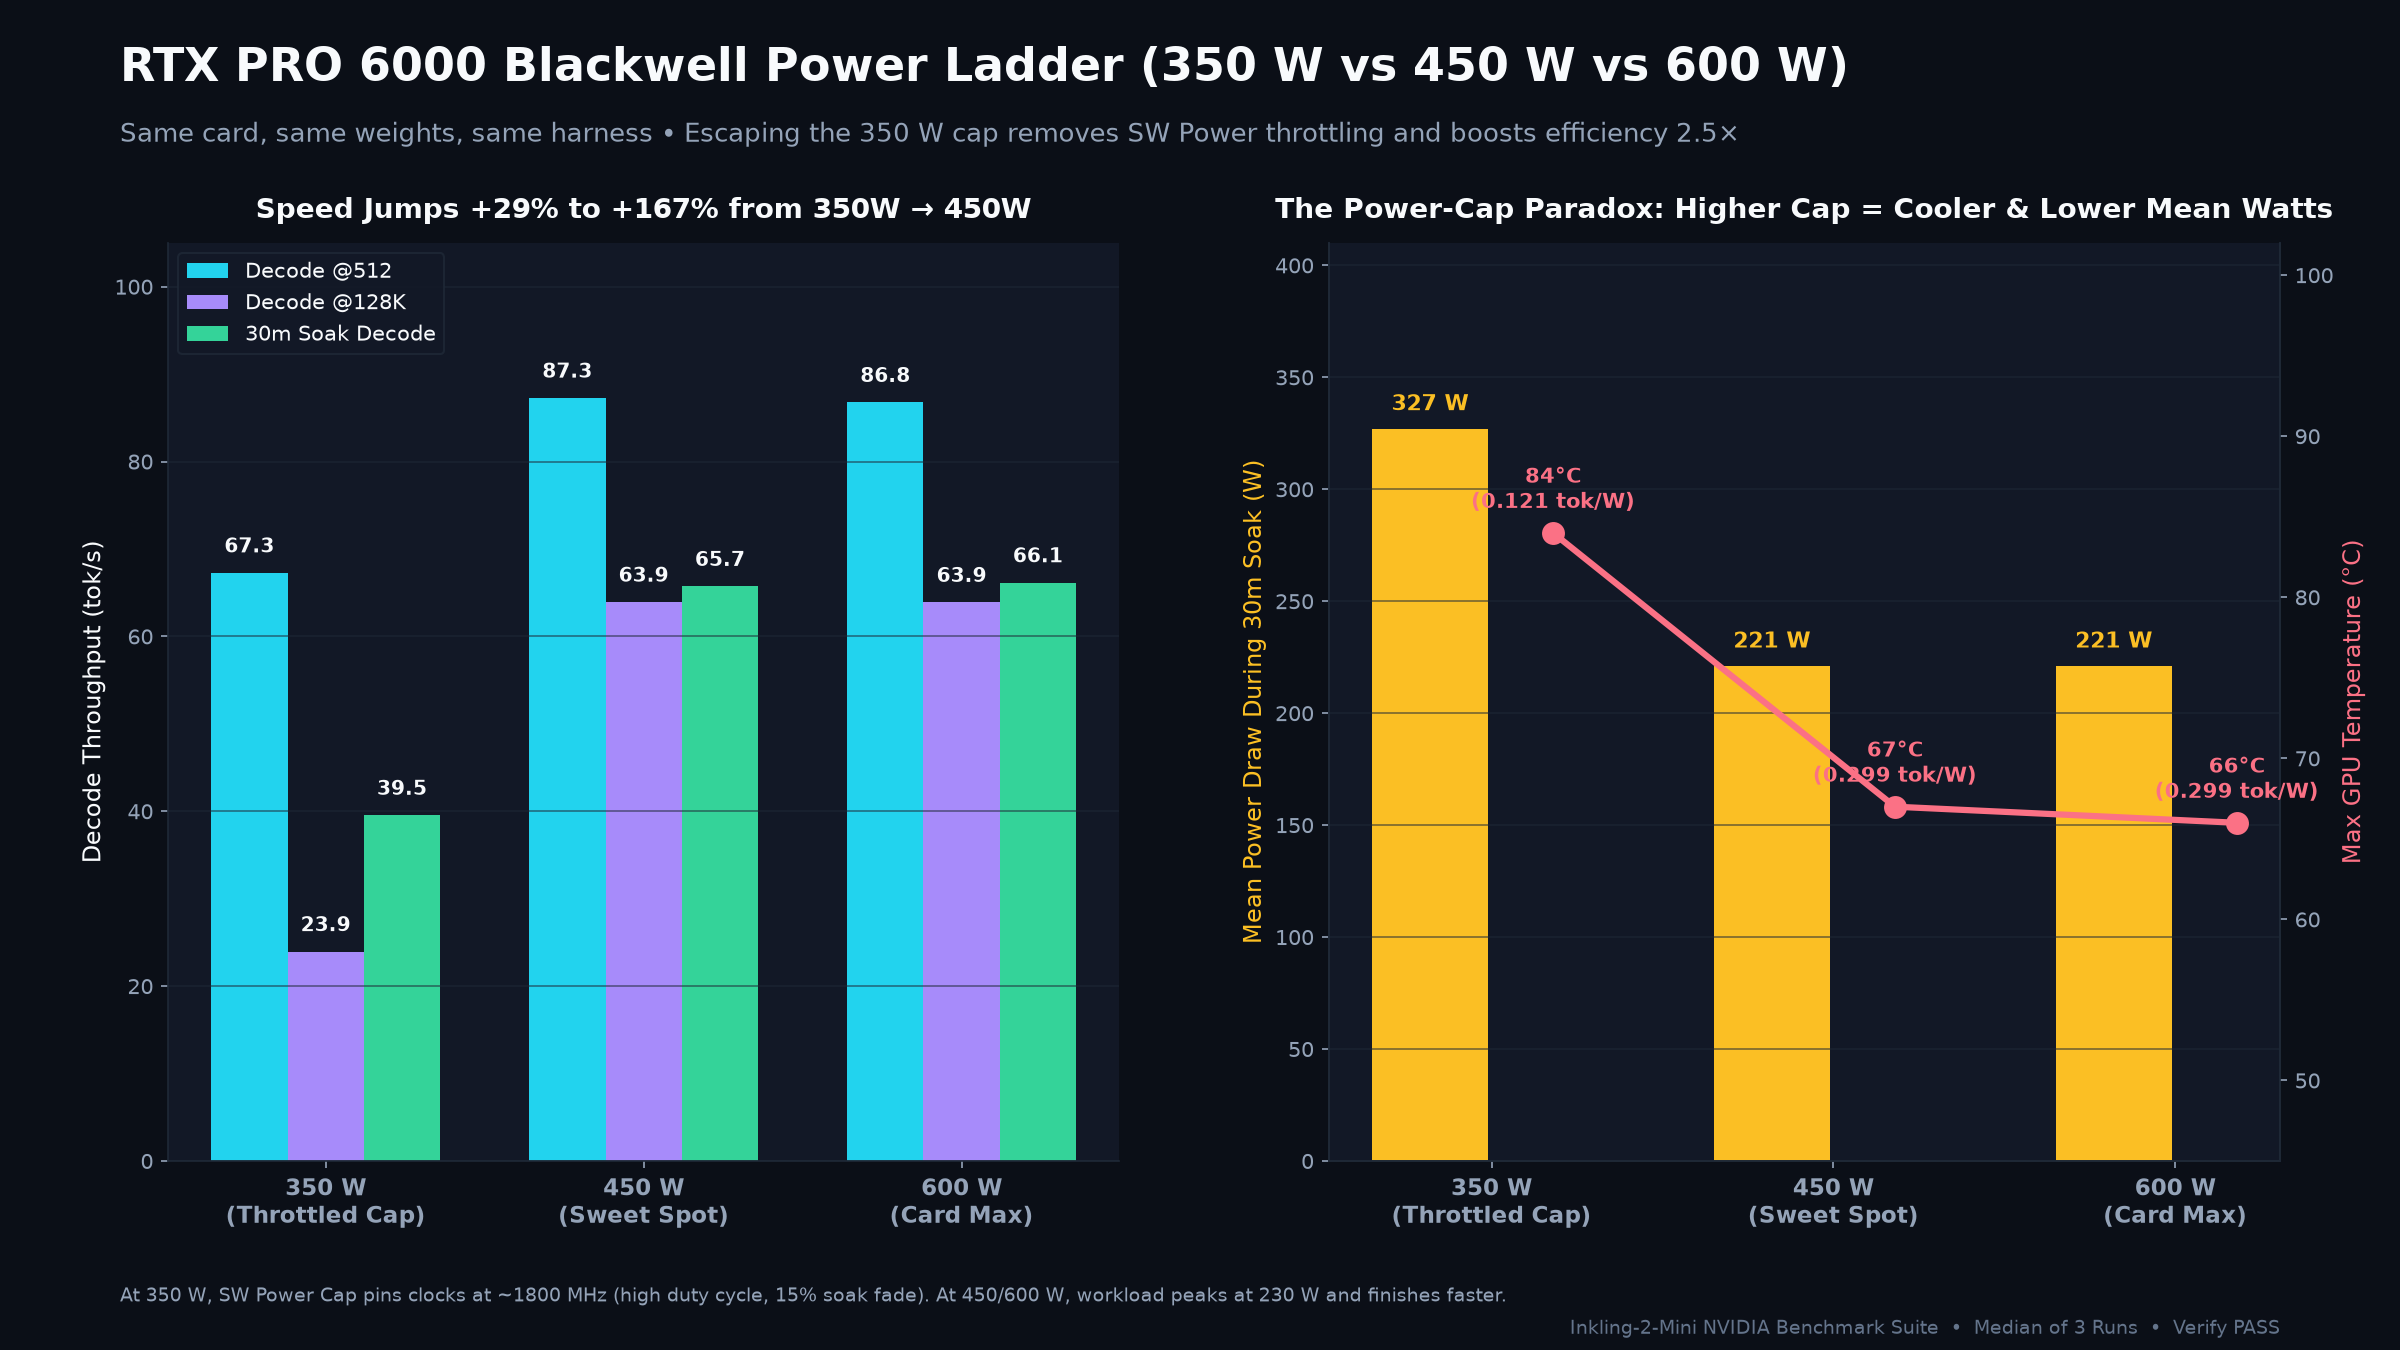 RTX PRO 6000 Blackwell Power Ladder (350 W vs 450 W vs 600 W)
Same card, same weights, same harness • Escaping the 350 W cap removes SW Power throttling and boosts efficiency 2.5×
Speed Jumps +29% to +167% from 350W → 450W
Decode Throughput (tok/s)
100
80
60
40
20
0
Decode @512
Decode @128K
30m Soak Decode
67.3
23.9
39.5
87.3
63.9
65.7
86.8
63.9
66.1
350 W
(Throttled Cap)
450 W
(Sweet Spot)
600 W
(Card Max)
The Power-Cap Paradox: Higher Cap = Cooler & Lower Mean Watts
Mean Power Draw During 30m Soak (W)
400
350
300
250
200
150
100
50
0
327 W
84°C
(0.121 tok/W)
221 W
67°C
(0.299 tok/W)
221 W
66°C
(0.299 tok/W)
100
90
80
70
60
50
Max GPU Temperature (°C)
350 W
(Throttled Cap)
450 W
(Sweet Spot)
600 W
(Card Max)
At 350 W, SW Power Cap pins clocks at ~1800 MHz (high duty cycle, 15% soak fade). At 450/600 W, workload peaks at 230 W and finishes faster.
Inkling-2-Mini NVIDIA Benchmark Suite • Median of 3 Runs • Verify PASS